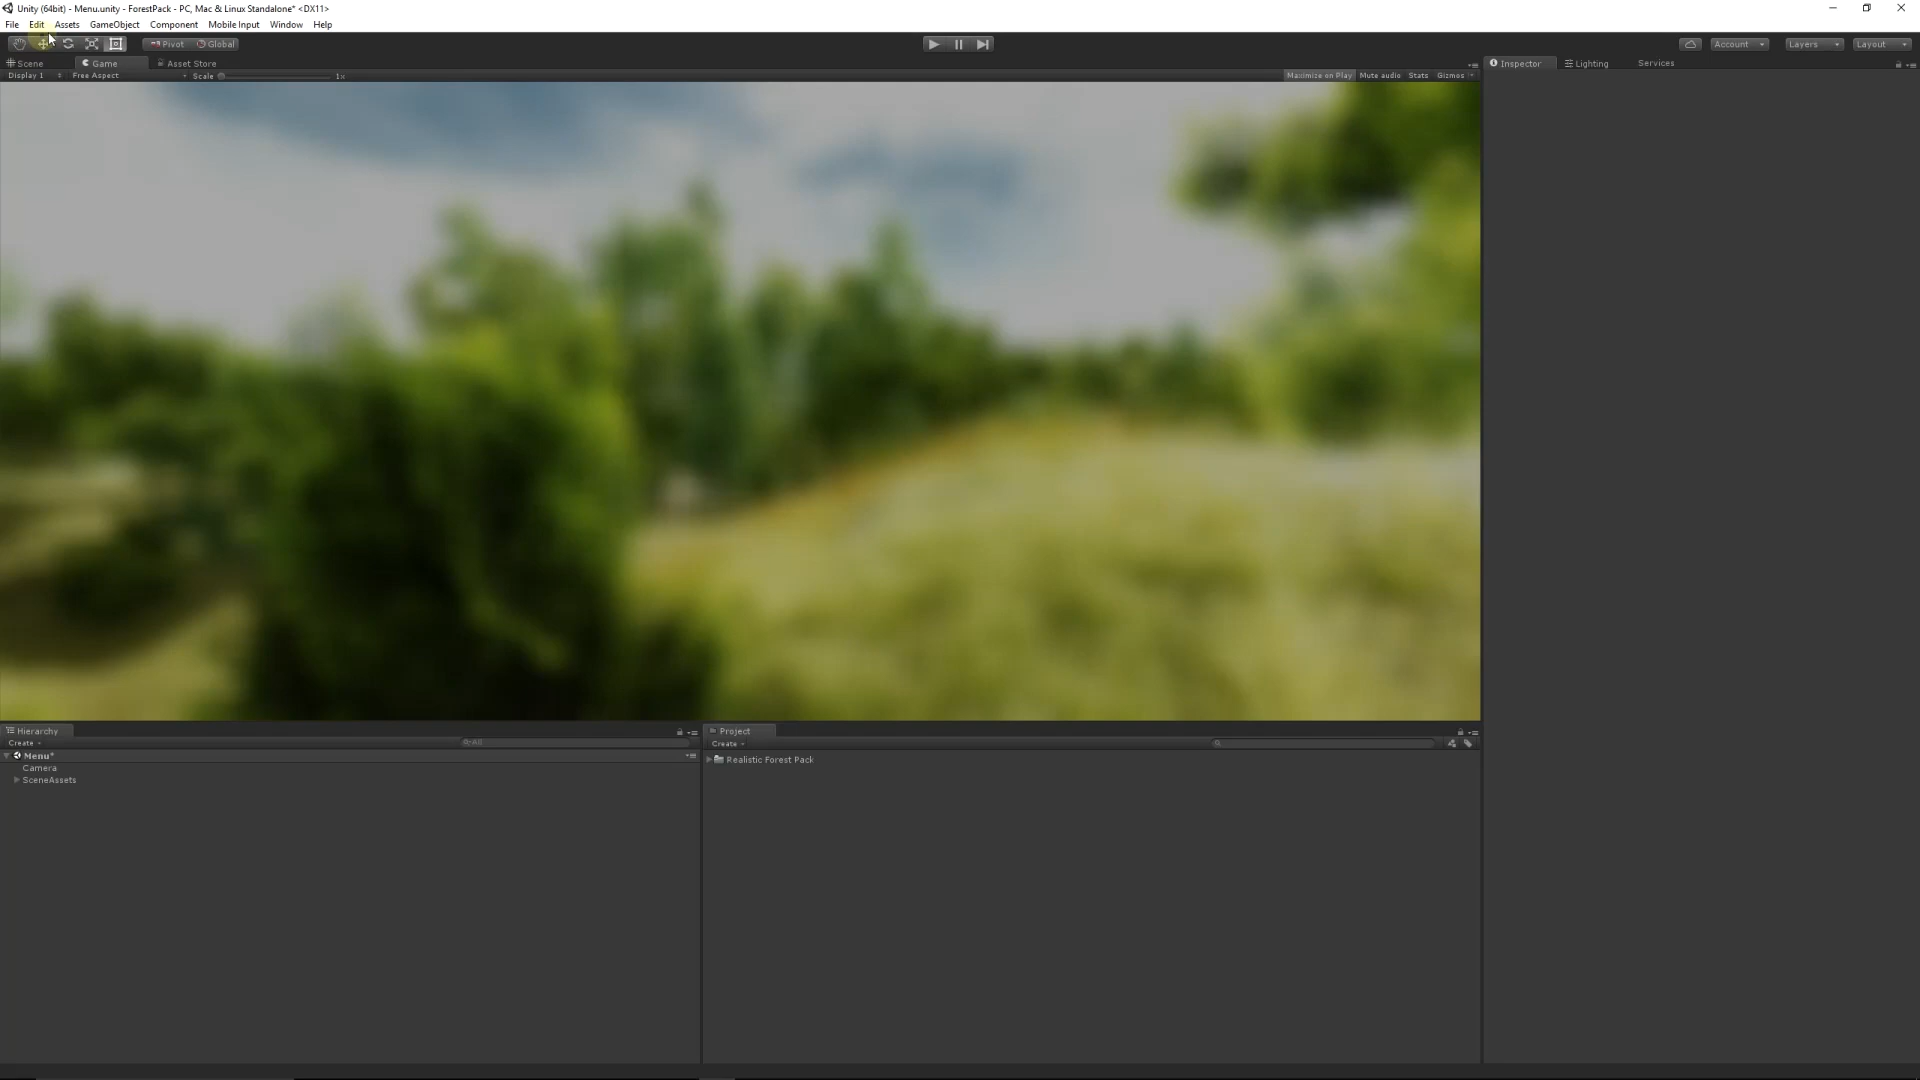 Unity (64bit) - Menu.unity - ForestPack - PC, Mac & Linux Standalone* <DX11>
File Edit Assets GameObject Component Mobile Input Window Help
Pivot Global Account Layers Layout
Scene Game Asset Store Inspector Lighting Services
Display 1 Free Aspect Scale 1x Maximize on Play Mute audio Stats Gizmos
Hierarchy Project
Create All Create
Menu*
Realistic Forest Pack
Camera
SceneAssets